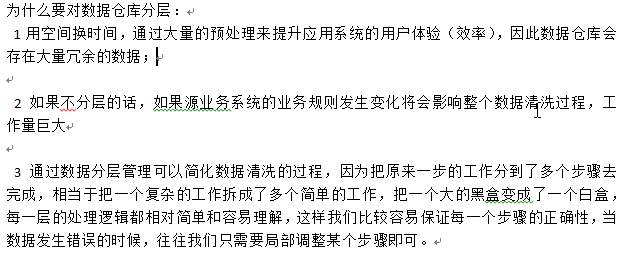 为什么要对数据仓库分层：
1用空间换时间，通过大量的预处理来提升应用系统的用户体验（效率），因此数据仓库会
存在大量冗余的数据；
2 如果不分层的话，如果源业务系统的业务规则发生变化将会影响整个数据清洗过程，工
作量巨大
3 通过数据分层管理可以简化数据清洗的过程，因为把原来一步的工作分到了多个步骤去
完成，相当于把一个复杂的工作拆成了多个简单的工作，把一个大的黑盒变成了一个白盒，
每一层的处理逻辑都相对简单和容易理解，这样我们比较容易保证每一个步骤的正确性，当
数据发生错误的时候，往往我们只需要局部调整某个步骤即可。